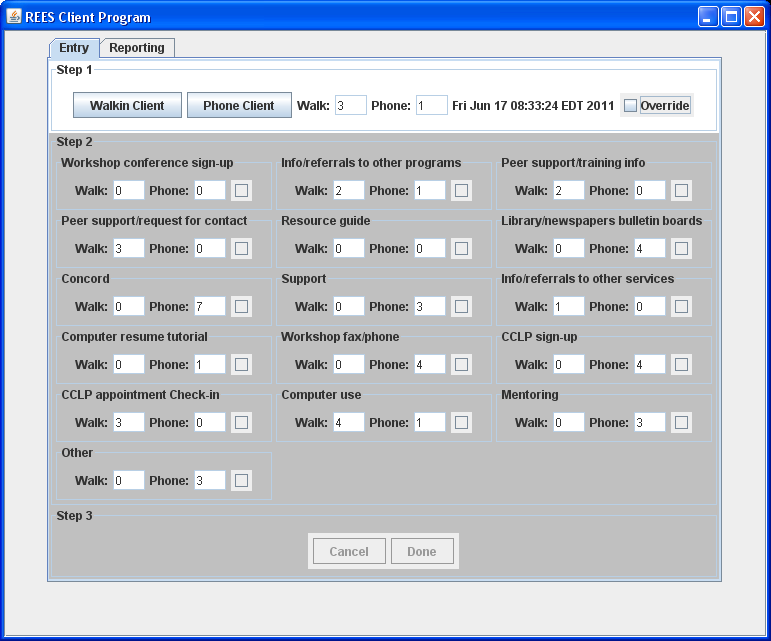 REES Client Program
Entry Reporting
Step 1
Walkin Client Phone Client Walk: 3 Phone: 1 Fri Jun 17 08:33:24 EDT 2011 Override
Step 2
Workshop conference sign-up Info/referrals to other programs Peer support/training info
Walk: 0 Phone: 0 Walk: 2 Phone: 1 Walk: 2 Phone: 0
Peer support/request for contact Resource guide Library/newspapers bulletin boards
Walk: 3 Phone: 0 Walk: 0 Phone: 0 Walk: 0 Phone: 4
Concord Support Info/referrals to other services
Walk: 0 Phone: 7 Walk: 0 Phone: 3 Walk: 1 Phone: 0
Computer resume tutorial Workshop fax/phone CCLP sign-up
Walk: 0 Phone: 1 Walk: 0 Phone: 4 Walk: 0 Phone: 4
CCLP appointment Check-in Computer use Mentoring
Walk: 3 Phone: 0 Walk: 4 Phone: 1 Walk: 0 Phone: 3
Other
Walk: 0 Phone: 3
Step 3
Cancel Done